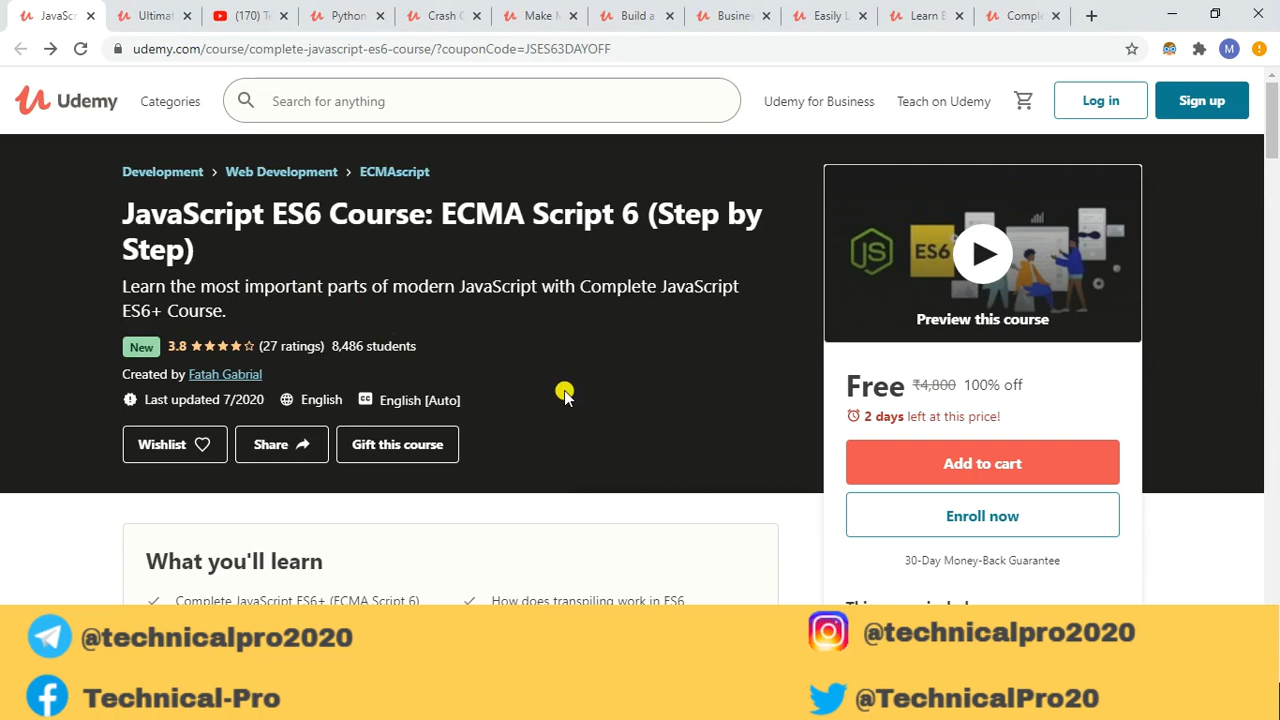 JavaSc
Ultimat
(170) Te
Python
Crash C
Make N
Build a
Busines
Easily L
Learn B
Comple
udemy.com/course/complete-javascript-es6-course/?couponCode=JSES63DAYOFF
M
Udemy
Categories
Search for anything
Udemy for Business
Teach on Udemy
Log in
Sign up
Development > Web Development > ECMAscript
JavaScript ES6 Course: ECMA Script 6 (Step by
Step)
Learn the most important parts of modern JavaScript with Complete JavaScript
ES6+ Course.
New 3.8 (27 ratings) 8,486 students
Created by Fatah Gabrial
Last updated 7/2020 English CC English [Auto]
Wishlist
Share
Gift this course
JS ES6
Preview this course
Free ₹4,800 100% off
2 days left at this price!
Add to cart
Enroll now
30-Day Money-Back Guarantee
What you'll learn
Complete JavaScript ES6+ (ECMA Script 6)
How does transpiling work in ES6
@technicalpro2020
@technicalpro2020
Technical-Pro
@TechnicalPro20